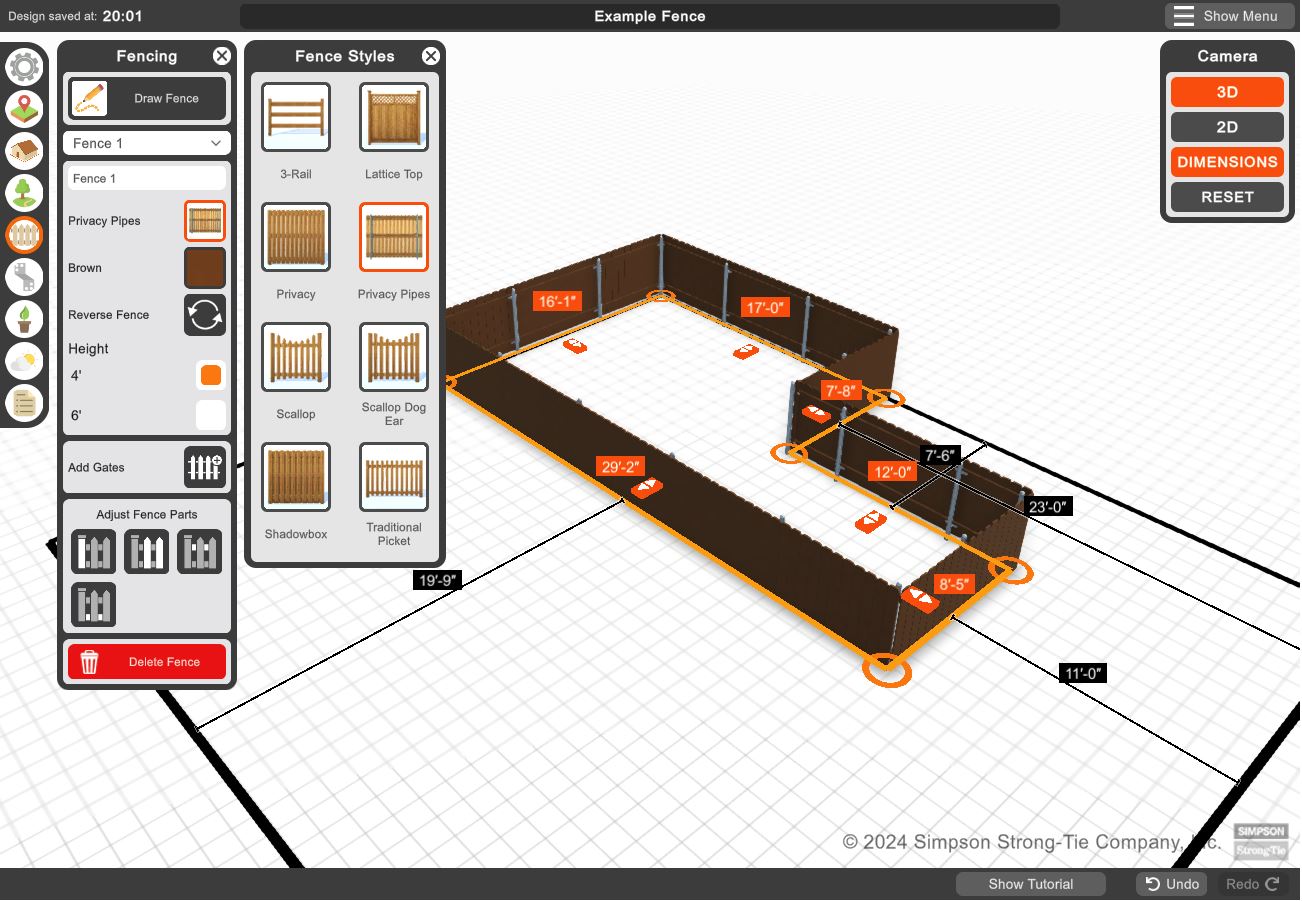 Design saved at: 20:01
Example Fence
Show Menu
Fencing
Draw Fence
Fence 1
Fence 1
Privacy Pipes
Brown
Reverse Fence
Height
4'
6'
Add Gates
Adjust Fence Parts
Delete Fence
Fence Styles
3-Rail
Lattice Top
Privacy
Privacy Pipes
Scallop
Scallop Dog
Ear
Shadowbox
Traditional
Picket
Camera
3D
2D
DIMENSIONS
RESET
16'-1"
17'-0"
7'-8"
7'-6"
29'-2"
12'-0"
23'-0"
19'-9"
8'-5"
11'-0"
© 2024 Simpson Strong-Tie Company, Inc.
SIMPSON
Strong-Tie
Show Tutorial
Undo
Redo